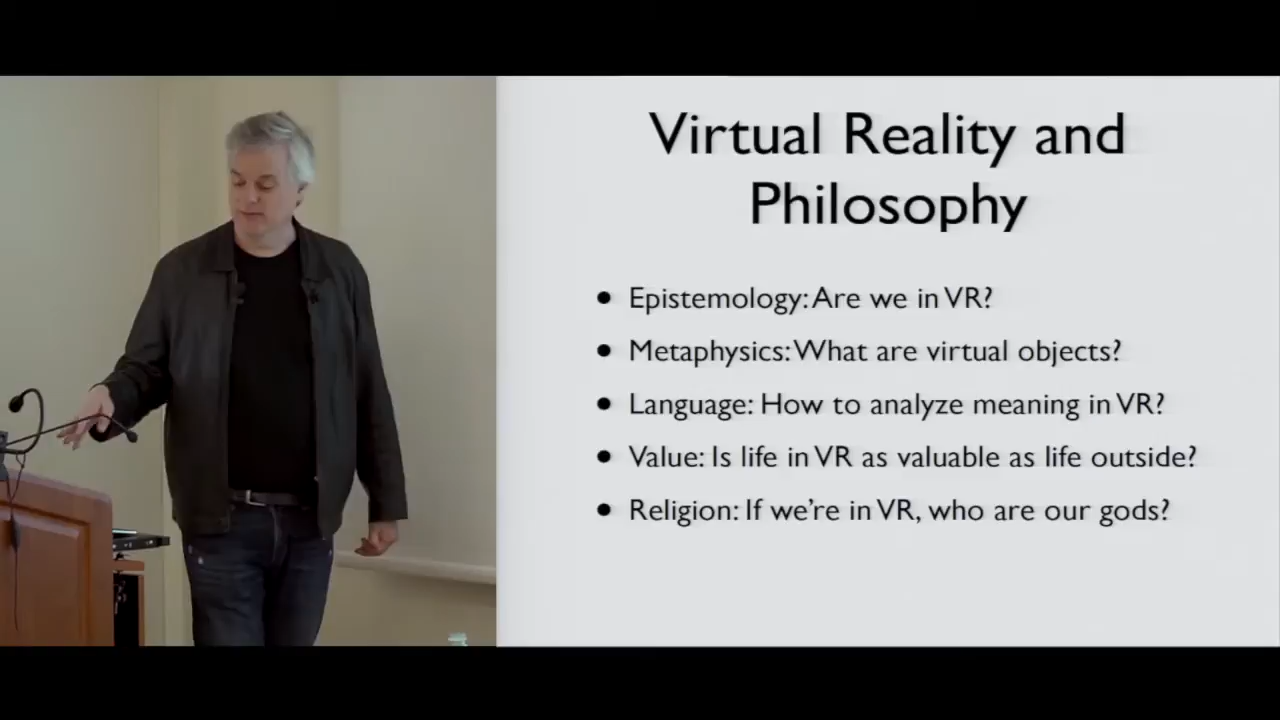 Virtual Reality and
Philosophy
• Epistemology: Are we in VR?
• Metaphysics: What are virtual objects?
• Language: How to analyze meaning in VR?
• Value: Is life in VR as valuable as life outside?
• Religion: If we're in VR, who are our gods?